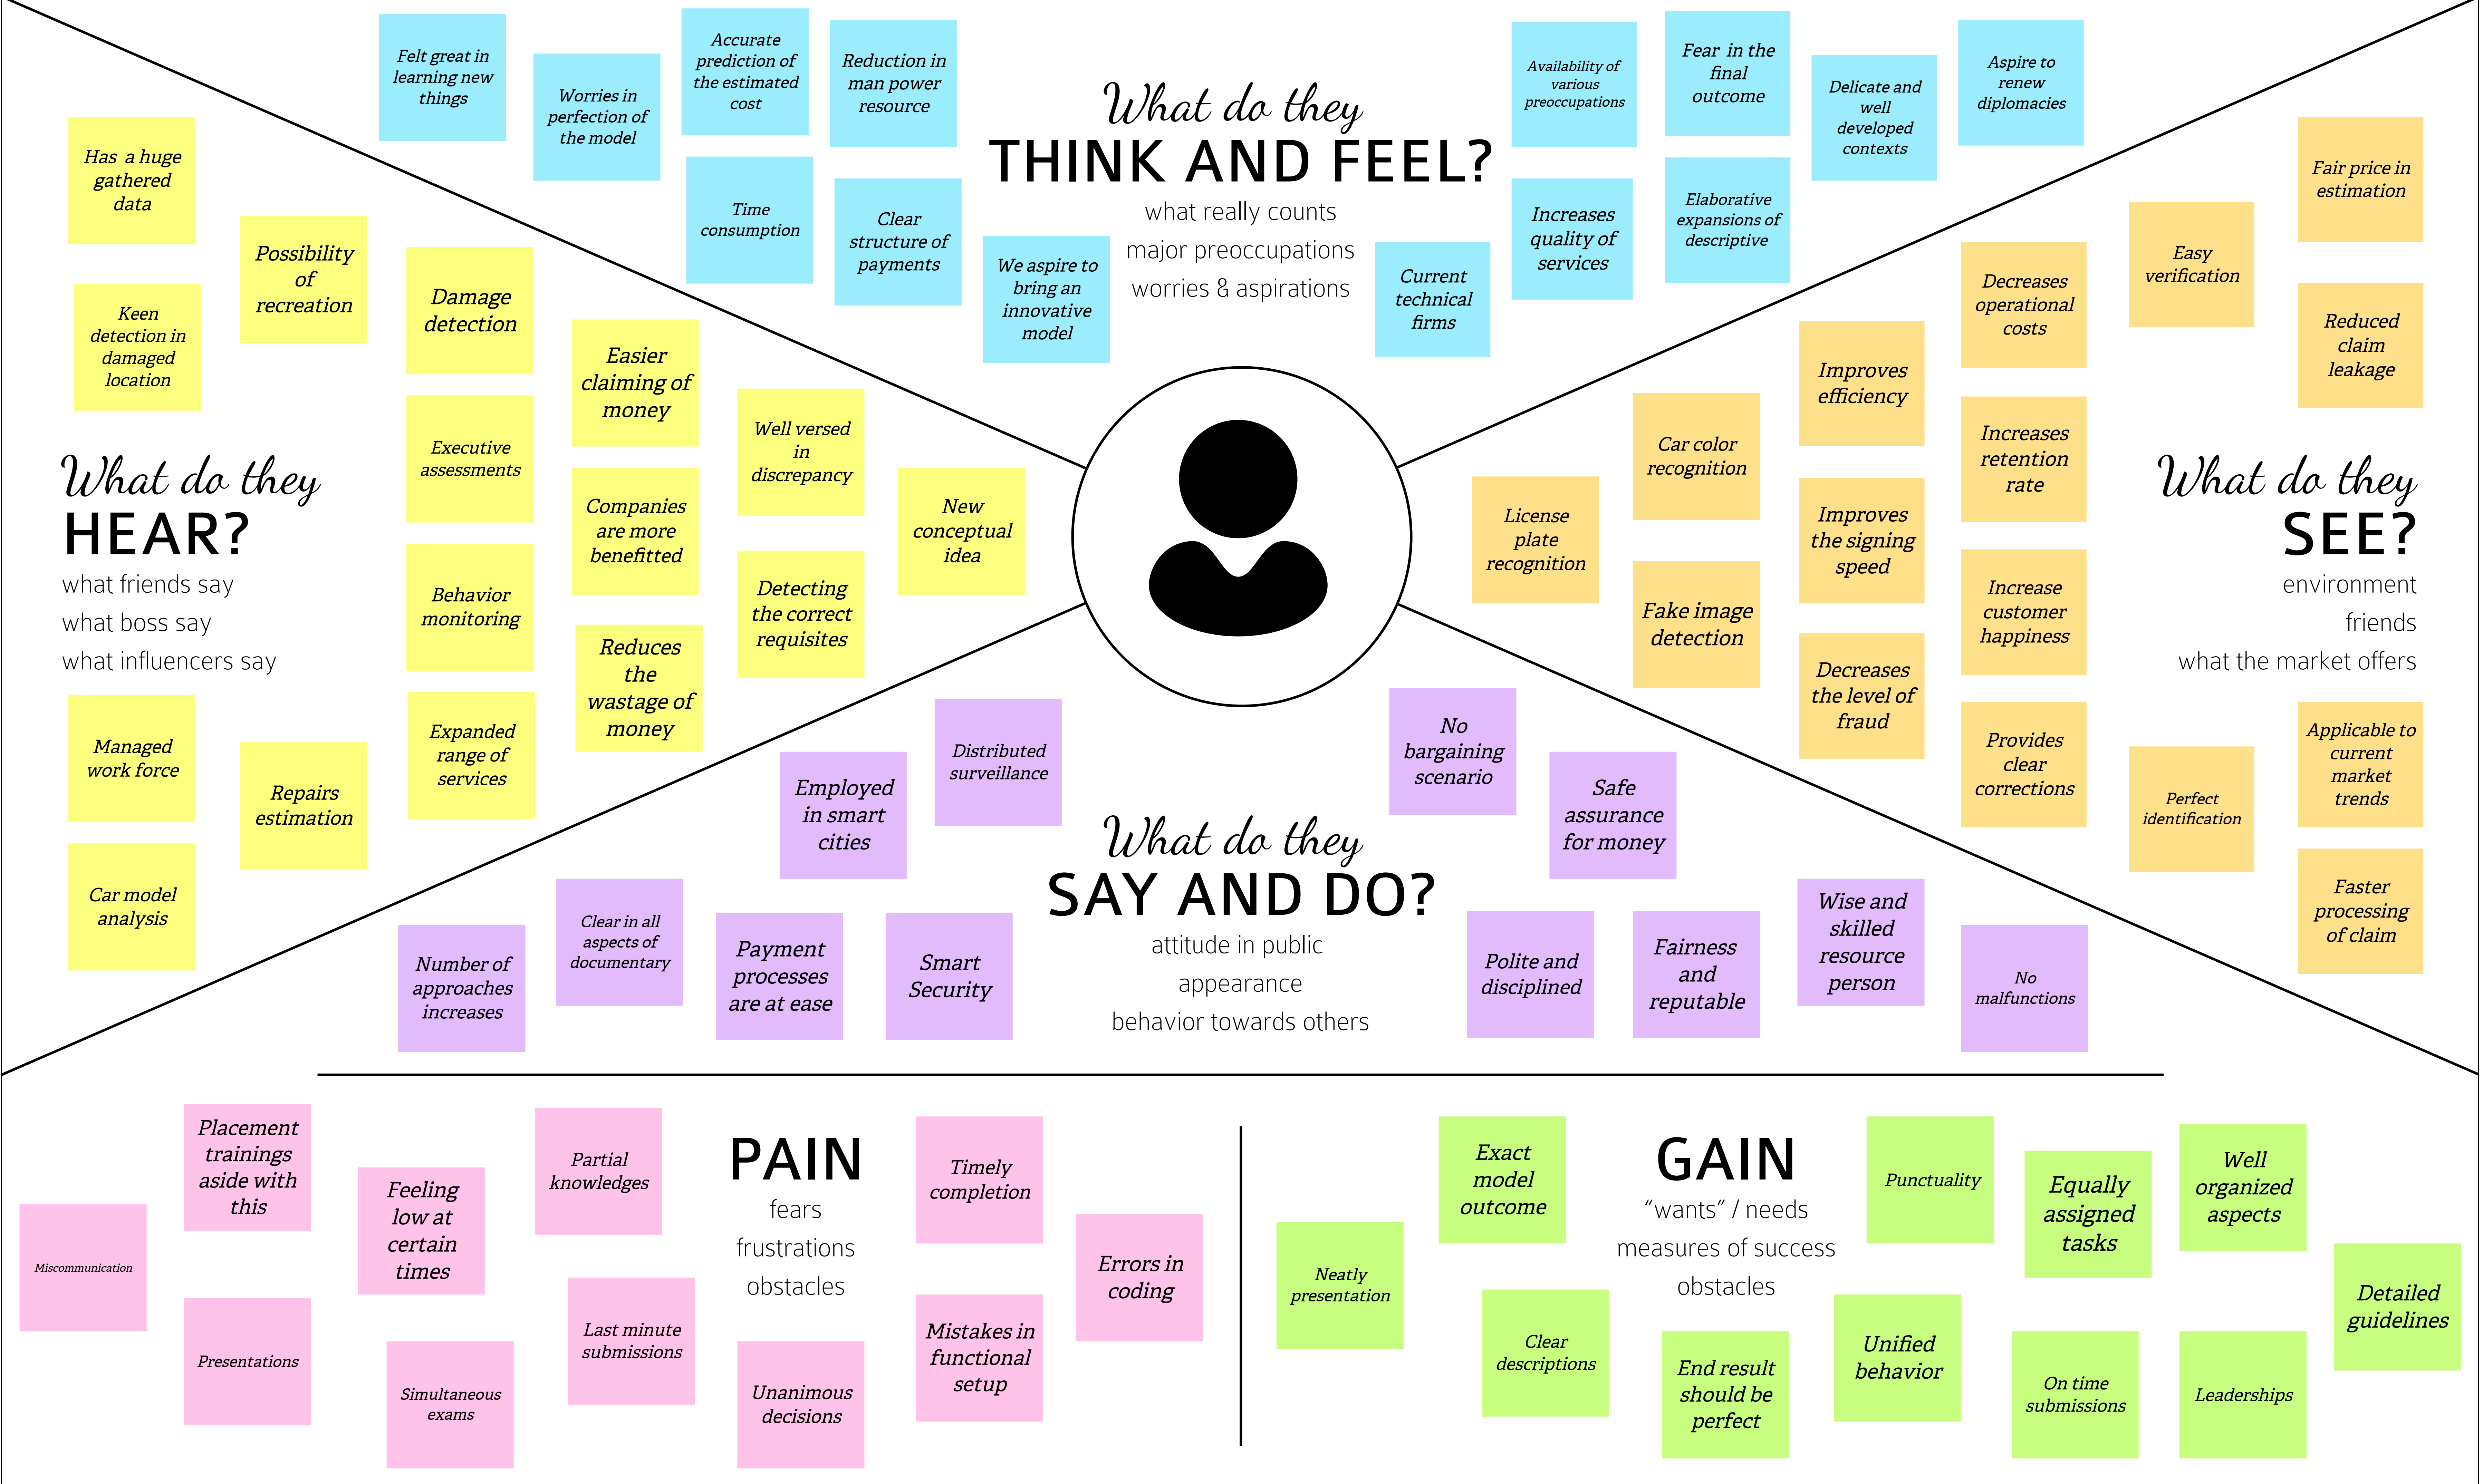 Felt great in
learning new
things
Worries in
perfection of
the model
Accurate
prediction of
the estimated
cost
Reduction in
man power
resource
Time
consumption
Clear
structure of
payments
We aspire to
bring an
innovative
model
What do they
THINK AND FEEL?
what really counts
major preoccupations
worries & aspirations
Availability of
various
preoccupations
Fear in the
final
outcome
Delicate and
well
developed
contexts
Aspire to
renew
diplomacies
Current
technical
firms
Increases
quality of
services
Elaborative
expansions of
descriptive
Has a huge
gathered
data
Possibility
of
recreation
Keen
detection in
damaged
location
Damage
detection
Easier
claiming of
money
Executive
assessments
Well versed
in
discrepancy
Companies
are more
benefitted
New
conceptual
idea
What do they
HEAR?
what friends say
what boss say
what influencers say
Behavior
monitoring
Detecting
the correct
requisites
Reduces
the
wastage of
money
Managed
work force
Repairs
estimation
Expanded
range of
services
Car model
analysis
Fair price in
estimation
Easy
verification
Decreases
operational
costs
Reduced
claim
leakage
Improves
efficiency
Car color
recognition
Increases
retention
rate
License
plate
recognition
Improves
the signing
speed
What do they
SEE?
environment
friends
what the market offers
Fake image
detection
Increase
customer
happiness
Decreases
the level of
fraud
Provides
clear
corrections
Perfect
identification
Applicable to
current
market
trends
Faster
processing
of claim
Distributed
surveillance
Employed
in smart
cities
No
bargaining
scenario
Safe
assurance
for money
What do they
SAY AND DO?
attitude in public
appearance
behavior towards others
Number of
approaches
increases
Clear in all
aspects of
documentary
Payment
processes
are at ease
Smart
Security
Polite and
disciplined
Fairness
and
reputable
Wise and
skilled
resource
person
No
malfunctions
Miscommunication
Placement
trainings
aside with
this
Feeling
low at
certain
times
Partial
knowledges
PAIN
fears
frustrations
obstacles
Timely
completion
Errors in
coding
Presentations
Simultaneous
exams
Last minute
submissions
Unanimous
decisions
Mistakes in
functional
setup
Exact
model
outcome
GAIN
“wants” / needs
measures of success
obstacles
Punctuality
Equally
assigned
tasks
Well
organized
aspects
Neatly
presentation
Detailed
guidelines
Clear
descriptions
End result
should be
perfect
Unified
behavior
On time
submissions
Leaderships